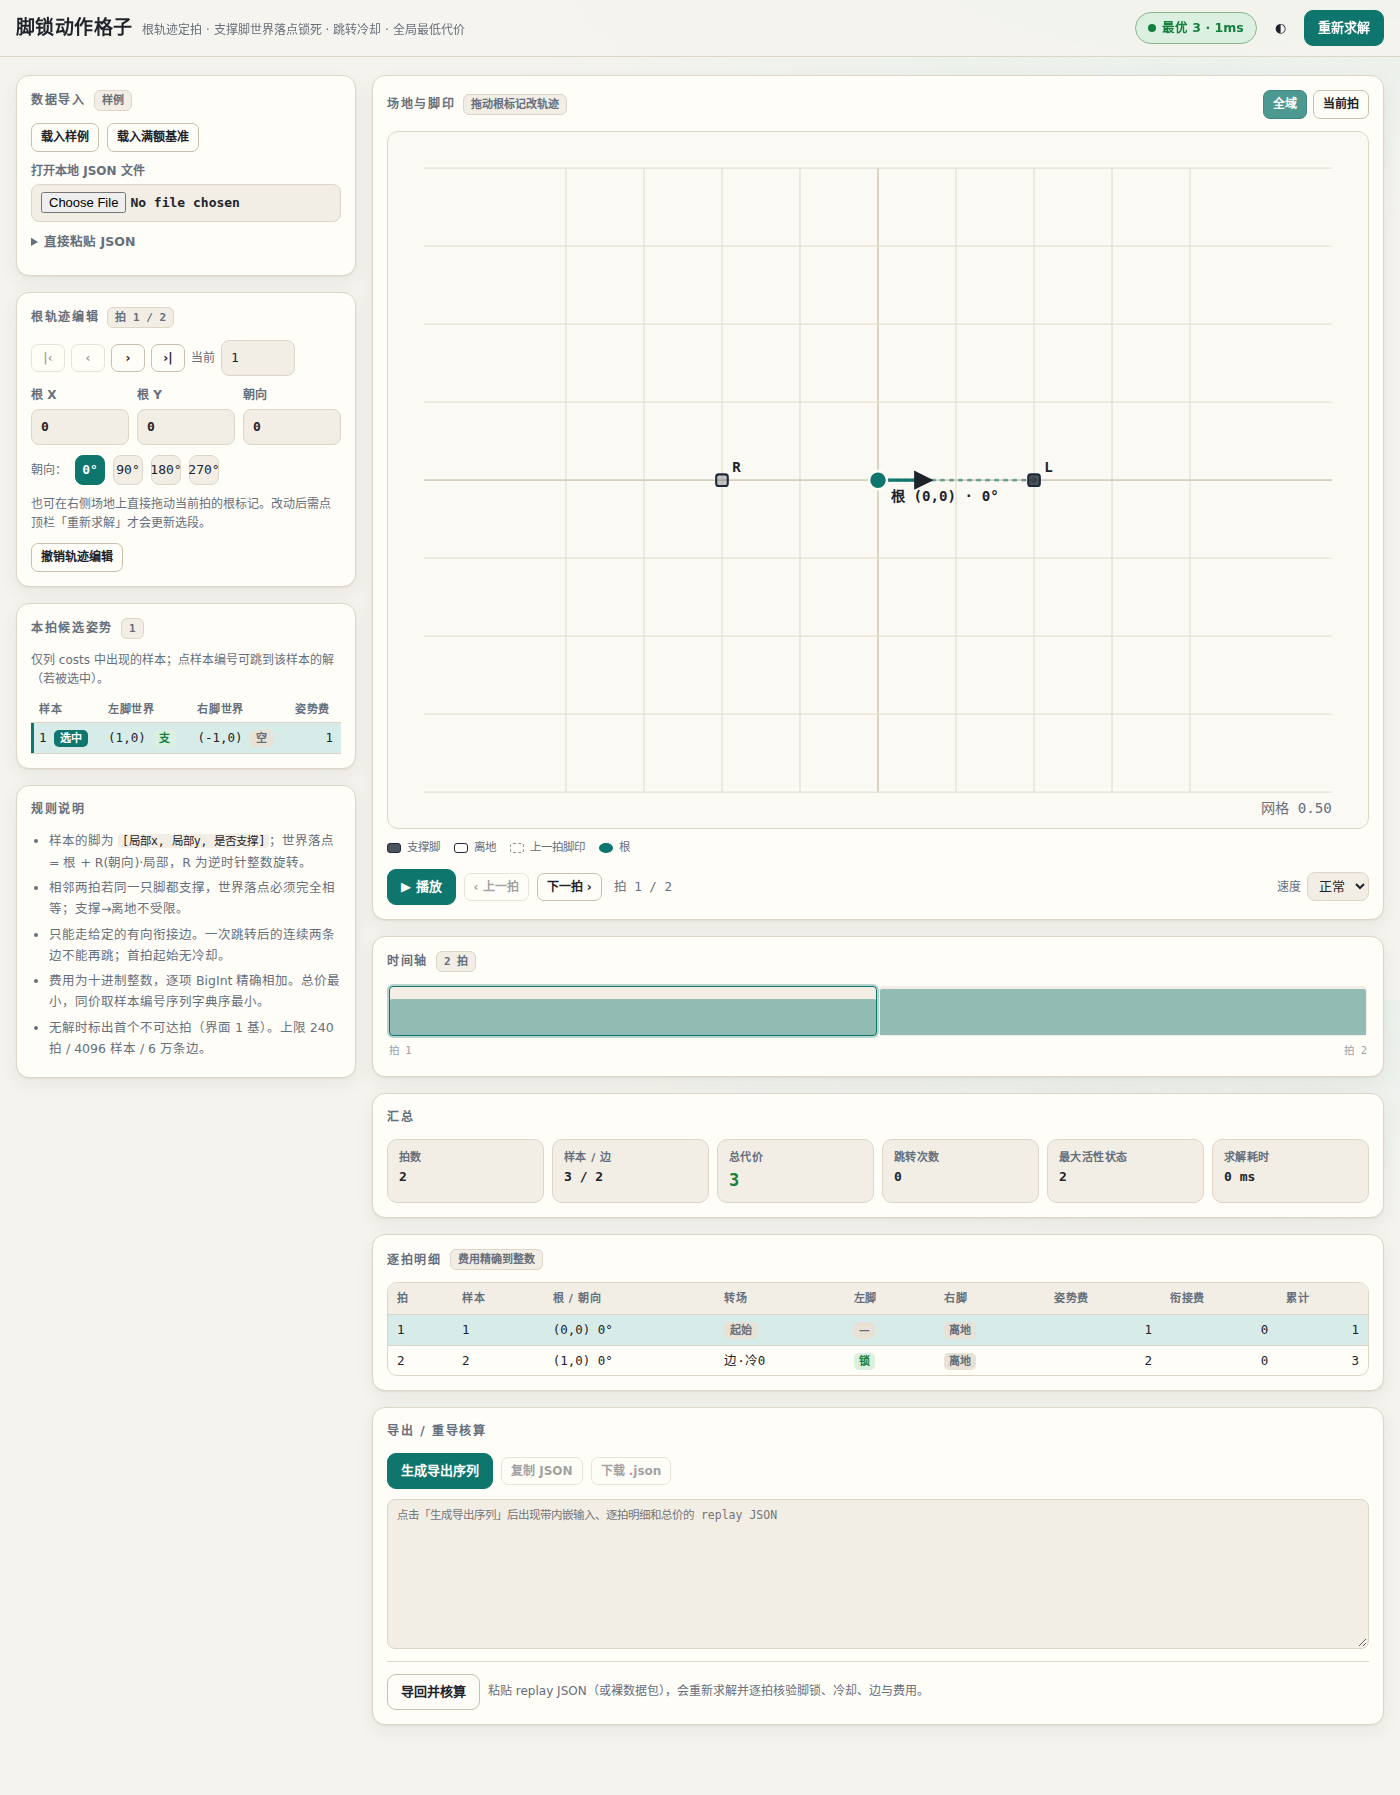 脚锁动作格子 根轨迹定拍 · 支撑脚世界落点锁死 · 跳转冷却 · 全局最低代价
最优 3 · 1ms ◐ 重新求解
数据导入 样例
载入样例 载入满额基准
打开本地 JSON 文件
Choose File No file chosen
▶ 直接粘贴 JSON
根轨迹编辑 拍 1 / 2
|‹ ‹ › ›| 当前 1
根 X 根 Y 朝向
0 0 0
朝向： 0° 90° 180° 270°
也可在右侧场地上直接拖动当前拍的根标记。改动后需点
顶栏「重新求解」才会更新选段。
撤销轨迹编辑
本拍候选姿势 1
仅列 costs 中出现的样本；点样本编号可跳到该样本的解
（若被选中）。
样本 左脚世界 右脚世界 姿势费
1 选中 (1,0) 支 (-1,0) 空 1
规则说明
• 样本的脚为 [局部x, 局部y, 是否支撑]；世界落点
= 根 + R(朝向)·局部，R 为逆时针整数旋转。
• 相邻两拍若同一只脚都支撑，世界落点必须完全相
等；支撑→离地不受限。
• 只能走给定的有向衔接边。一次跳转后的连续两条
边不能再跳；首拍起始无冷却。
• 费用为十进制整数，逐项 BigInt 精确相加。总价最
小，同价取样本编号序列字典序最小。
• 无解时标出首个不可达拍（界面 1 基）。上限 240
拍 / 4096 样本 / 6 万条边。
场地与脚印 拖动根标记改轨迹 全域 当前拍
R
L
根 (0,0) · 0°
网格 0.50
支撑脚 离地 上一拍脚印 根
▶ 播放 ‹ 上一拍 下一拍 › 拍 1 / 2 速度 正常
时间轴 2 拍
拍 1 拍 2
汇总
拍数 样本 / 边 总代价 跳转次数 最大活性状态 求解耗时
2 3 / 2 3 0 2 0 ms
逐拍明细 费用精确到整数
拍 样本 根 / 朝向 转场 左脚 右脚 姿势费 衔接费 累计
1 1 (0,0) 0° 起始 — 离地 1 0 1
2 2 (1,0) 0° 边·冷0 锁 离地 2 0 3
导出 / 重导核算
生成导出序列 复制 JSON 下载 .json
点击「生成导出序列」后出现带内嵌输入、逐拍明细和总价的 replay JSON
导回并核算 粘贴 replay JSON（或裸数据包），会重新求解并逐拍核验脚锁、冷却、边与费用。